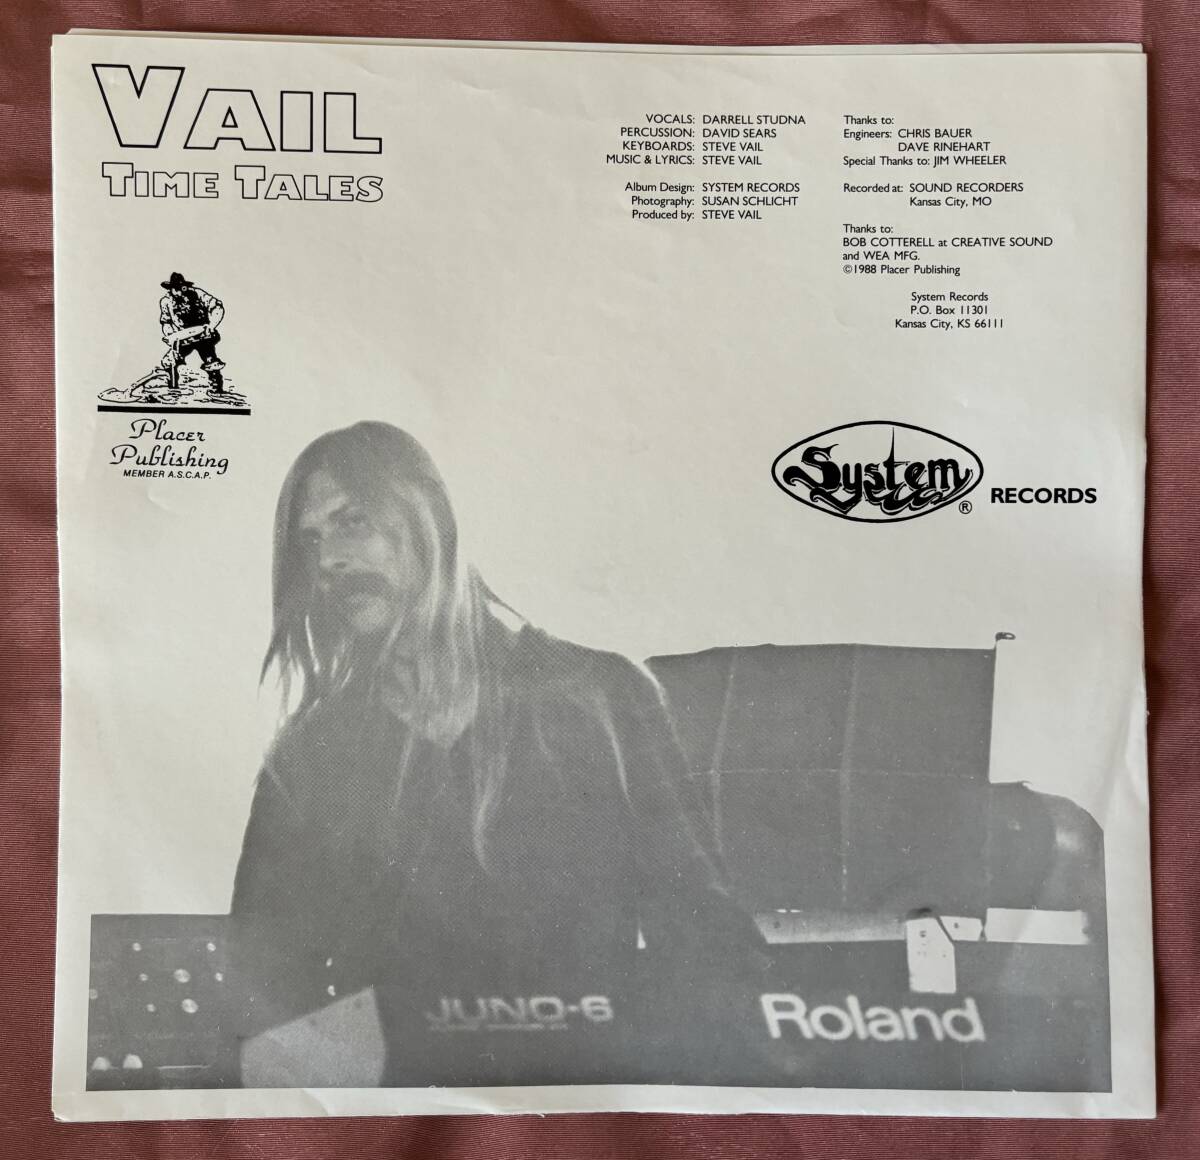 VAIL
TIME TALES
VOCALS: DARRELL STUDNA
PERCUSSION: DAVID SEARS
KEYBOARDS: STEVE VAIL
MUSIC & LYRICS: STEVE VAIL
Album Design: SYSTEM RECORDS
Photography: SUSAN SCHLICHT
Produced by: STEVE VAIL
Thanks to:
Engineers: CHRIS BAUER
DAVE RINEHART
Special Thanks to: JIM WHEELER
Recorded at: SOUND RECORDERS
Kansas City, MO
Thanks to:
BOB COTTERELL at CREATIVE SOUND
and WEA MFG.
©1988 Placer Publishing
System Records
P.O. Box 11301
Kansas City, KS 66111
Placer
Publishing
MEMBER A.S.C.A.P.
System ® RECORDS
JUNO-6
Roland